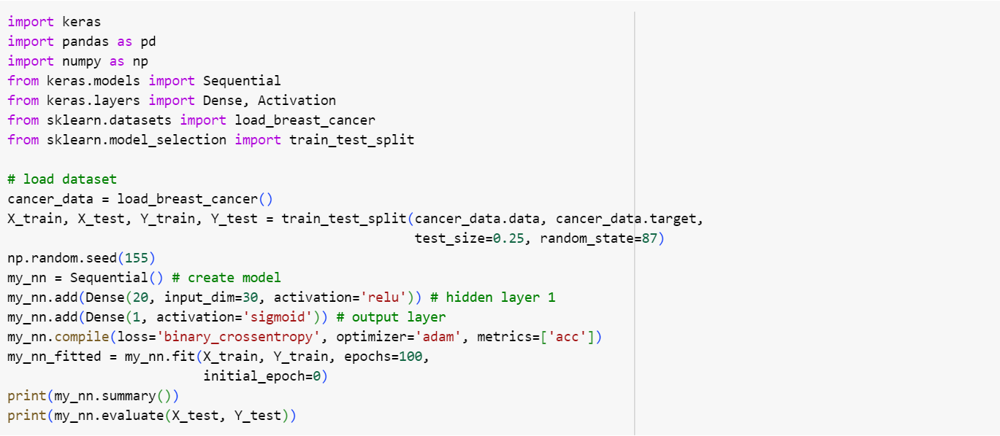 import keras
import pandas as pd
import numpy as np
from keras.models import Sequential
from keras.layers import Dense, Activation
from sklearn.datasets import load_breast_cancer
from sklearn.model_selection import train_test_split

# load dataset
cancer_data = load_breast_cancer()
X_train, X_test, Y_train, Y_test = train_test_split(cancer_data.data, cancer_data.target,
                                                    test_size=0.25, random_state=87)
np.random.seed(155)
my_nn = Sequential() # create model
my_nn.add(Dense(20, input_dim=30, activation='relu')) # hidden layer 1
my_nn.add(Dense(1, activation='sigmoid')) # output layer
my_nn.compile(loss='binary_crossentropy', optimizer='adam', metrics=['acc'])
my_nn_fitted = my_nn.fit(X_train, Y_train, epochs=100,
                         initial_epoch=0)
print(my_nn.summary())
print(my_nn.evaluate(X_test, Y_test))